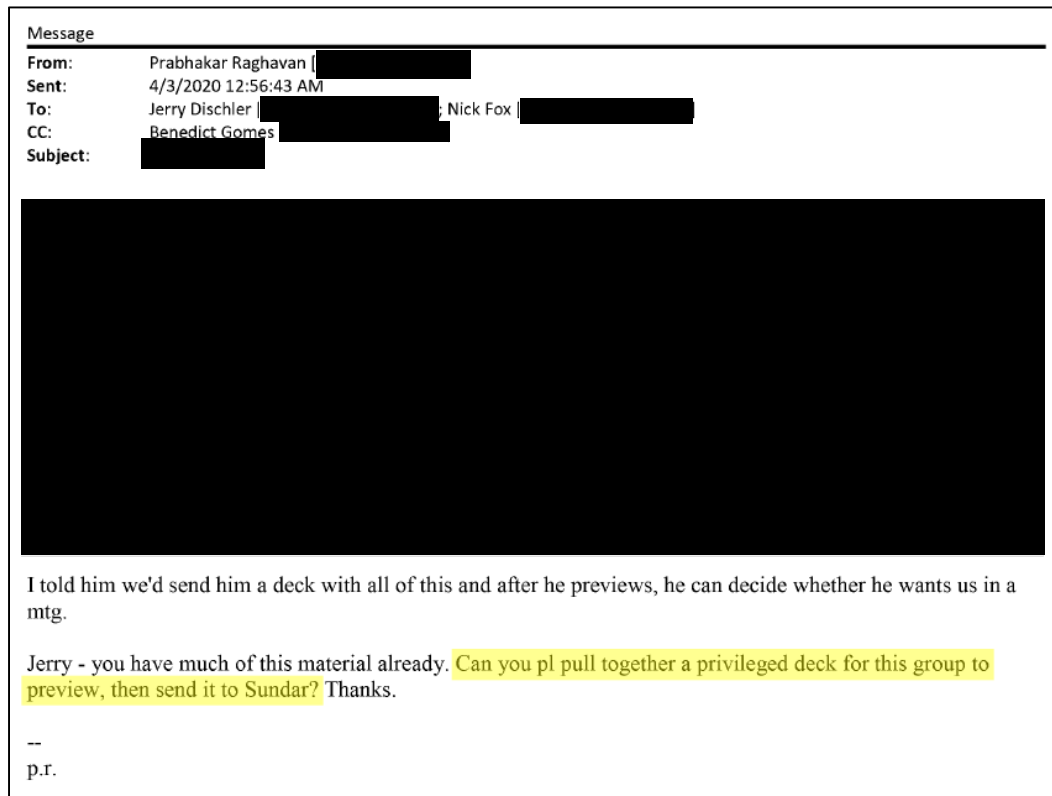 Message
From: Prabhakar Raghavan [
Sent: 4/3/2020 12:56:43 AM
To: Jerry Dischler [ ; Nick Fox [ ]
CC: Benedict Gomes
Subject:
I told him we'd send him a deck with all of this and after he previews, he can decide whether he wants us in a
mtg.
Jerry - you have much of this material already. Can you pl pull together a privileged deck for this group to
preview, then send it to Sundar? Thanks.
--
p.r.